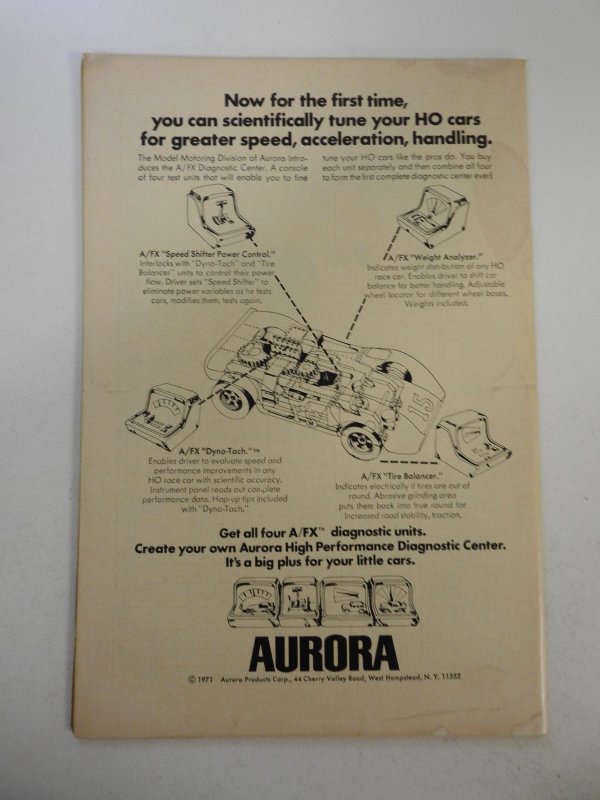 Now for the first time,
you can scientifically tune your HO cars
for greater speed, acceleration, handling.
The Model Motoring Division of Aurora intro-
duces the A/FX Diagnostic Center. A console
of four test units that will enable you to fine
tune your HO cars like the pros do. You buy
each unit separately and then combine all four
to form the first complete diagnostic center ever!
A/FX "Speed Shifter Power Control."
Interlocks with "Dyno-Tach" and "Tire
Balancer" units to control their power
flow. Driver sets "Speed Shifter" to
eliminate power variables as he tests
cars, modifies them, tests again.
A/FX "Weight Analyzer."
Indicates weight distribution of any HO
race car. Enables driver to shift car
balance for better handling. Adjustable
wheel locator for different wheel bases.
Weights included.
15
A/FX "Dyno-Tach."™
Enables driver to evaluate speed and
performance improvements in any
HO race car with scientific accuracy.
Instrument panel reads out complete
performance data. Hop-up tips included
with "Dyno-Tach."
A/FX "Tire Balancer."
Indicates electrically if tires are out of
round. Abrasive grinding area
puts them back into true round for
increased road stability, traction.
Get all four A/FX™ diagnostic units.
Create your own Aurora High Performance Diagnostic Center.
It's a big plus for your little cars.
AURORA
© 1971 Aurora Products Corp., 44 Cherry Valley Road, West Hempstead, N. Y. 11552